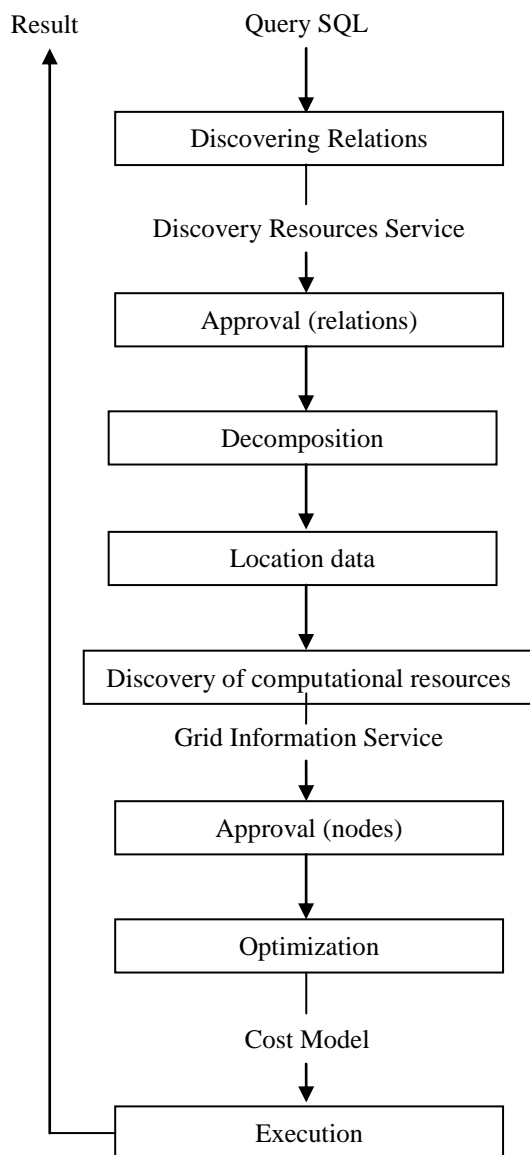 Result
Query SQL
Discovering Relations
Discovery Resources Service
Approval (relations)
Decomposition
Location data
Discovery of computational resources
Grid Information Service
Approval (nodes)
Optimization
Cost Model
Execution